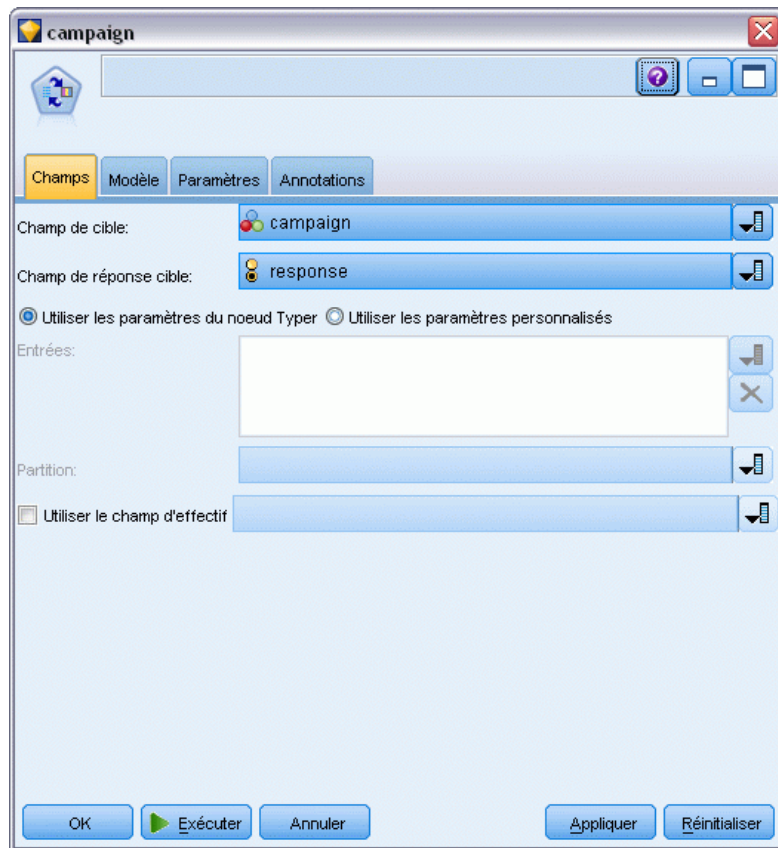 campaign
Champs Modèle Paramètres Annotations
Champ de cible: campaign
Champ de réponse cible: response
Utiliser les paramètres du noeud Typer Utiliser les paramètres personnalisés
Entrées:
Partition:
Utiliser le champ d'effectif
OK Exécuter Annuler Appliquer Réinitialiser